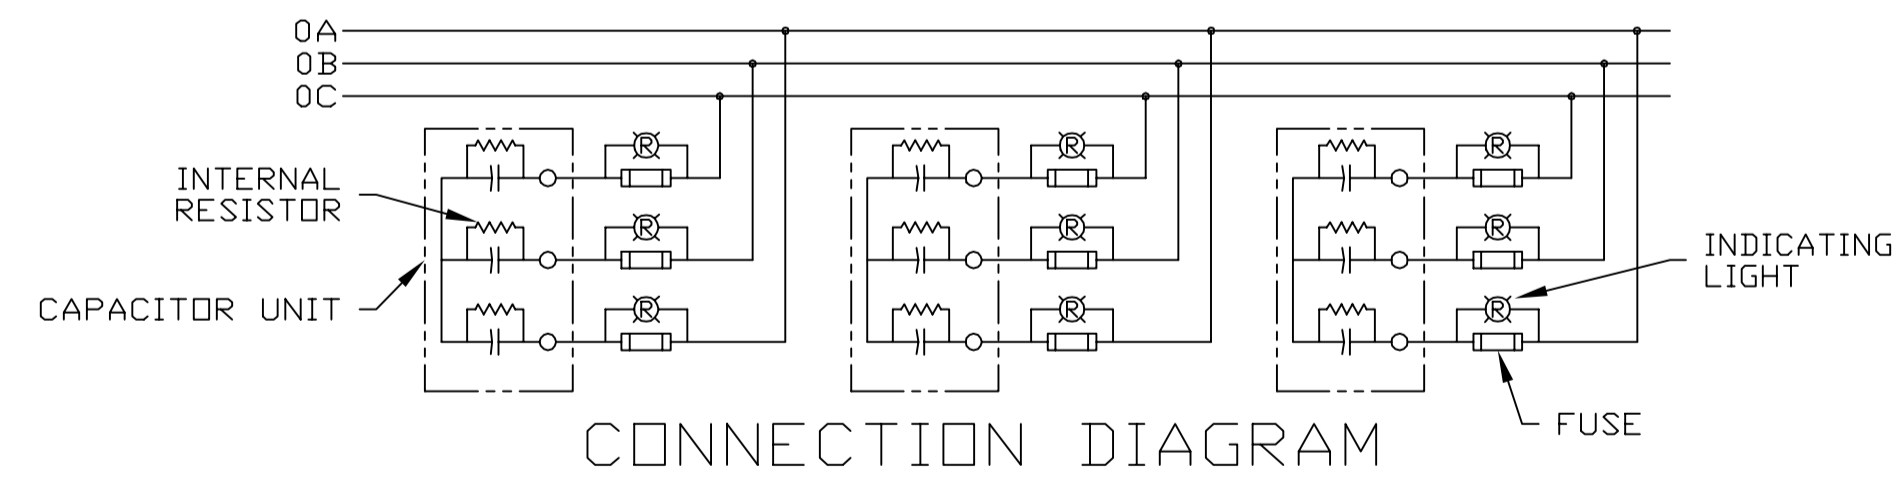 0A
0B
0C
R
R
R
R
R
R
R
R
R
INTERNAL
RESISTOR
CAPACITOR UNIT
INDICATING
LIGHT
FUSE
CONNECTION DIAGRAM